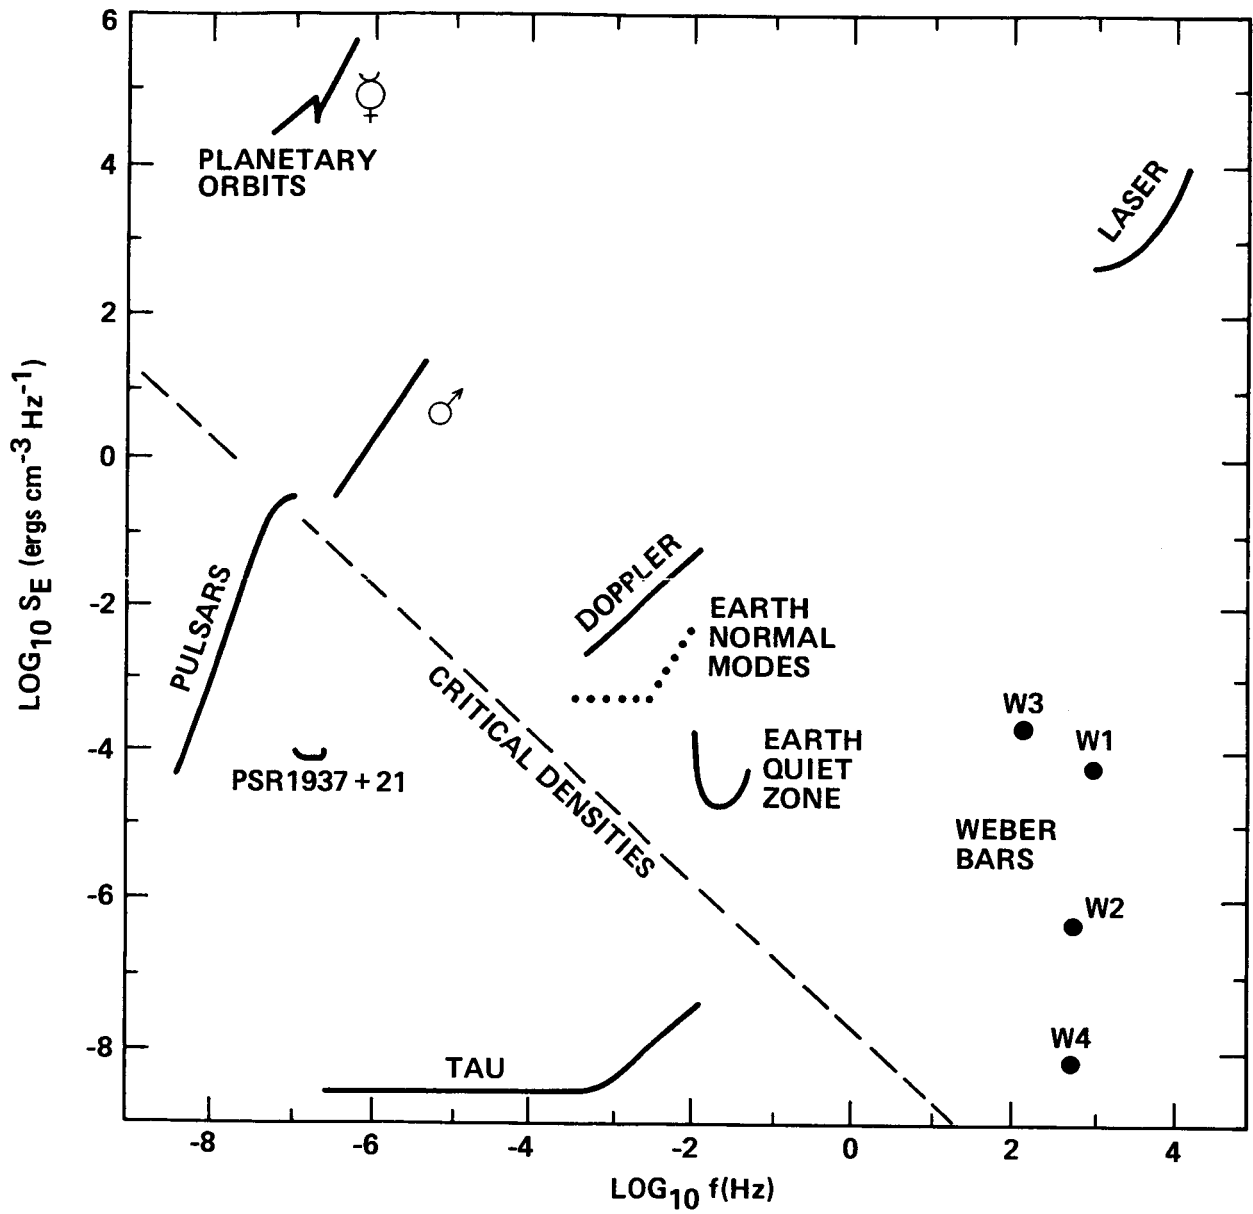 6
4
2
0
-2
-4
-6
-8
LOG10 SE (ergs cm-3 Hz-1)
☿
PLANETARY
ORBITS
LASER
♂
PULSARS
DOPPLER
EARTH
NORMAL
MODES
CRITICAL DENSITIES
PSR1937 + 21
EARTH
QUIET
ZONE
W3
W1
WEBER
BARS
W2
W4
TAU
-8
-6
-4
-2
0
2
4
LOG10 f(Hz)